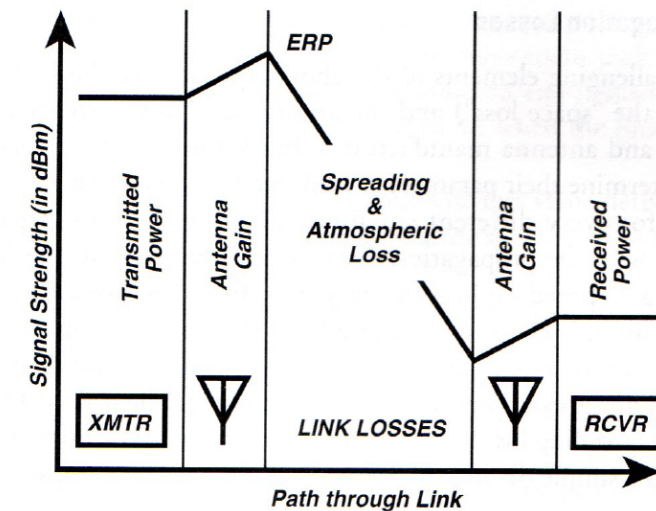 ERP
Signal Strength (in dBm)
Transmitted
Power
Antenna
Gain
Spreading
&
Atmospheric
Loss
Antenna
Gain
Received
Power
XMTR
LINK LOSSES
RCVR
Path through Link